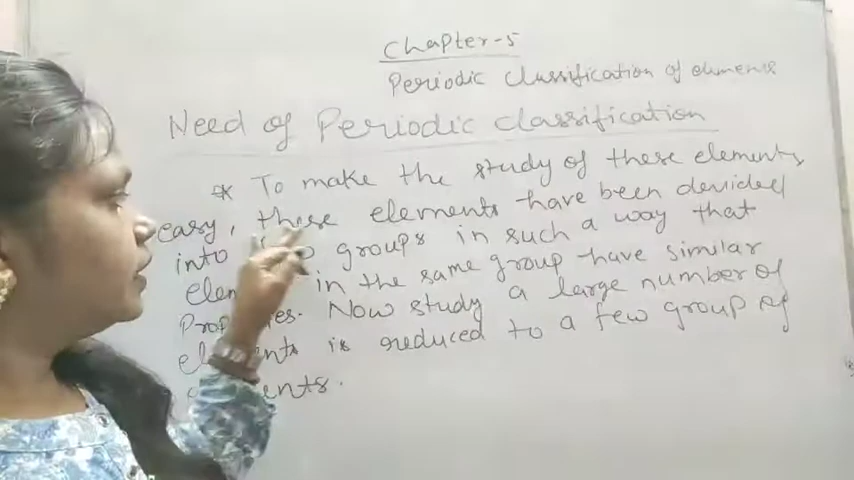 Chapter-5
Periodic classification of elements
Need of Periodic classification
* To make the study of these elements
easy, these elements have been devided
into groups in such a way that
in the same group have similar
Now study a large number of
is reduced to a few group of